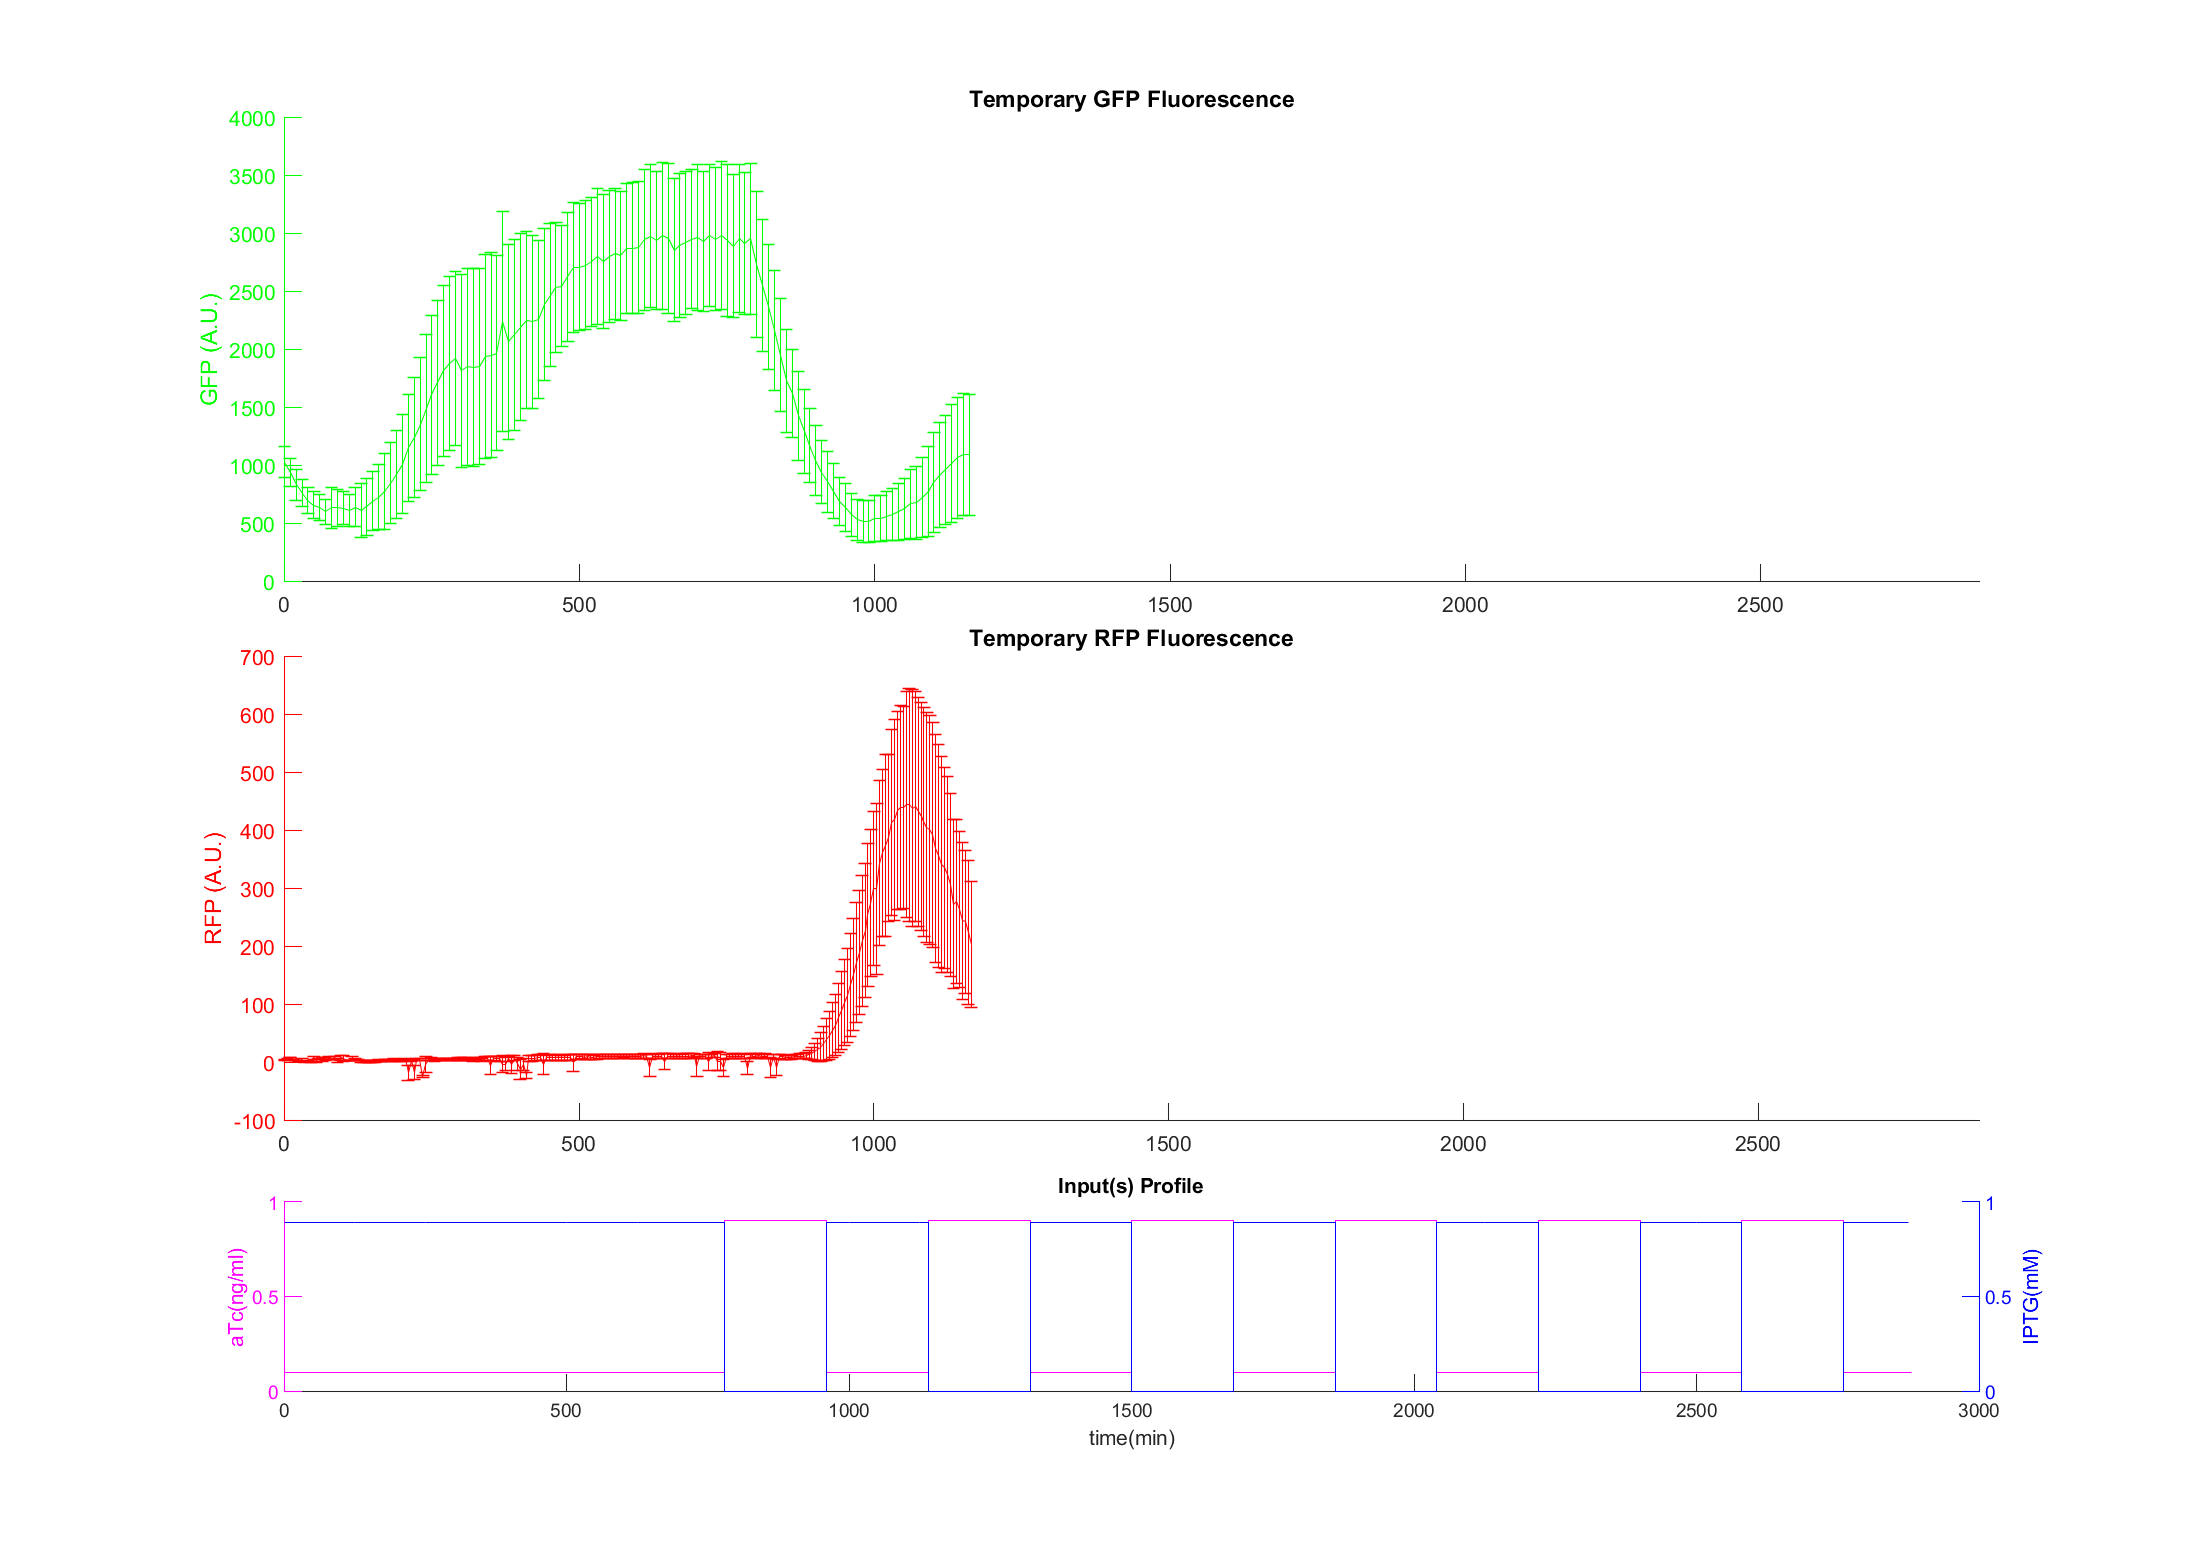 Temporary GFP Fluorescence
4000
3500
3000
2500
2000
1500
1000
500
0
GFP (A.U.)
0 500 1000 1500 2000 2500
Temporary RFP Fluorescence
700
600
500
400
300
200
100
0
-100
RFP (A.U.)
0 500 1000 1500 2000 2500
Input(s) Profile
1
0.5
0
aTc(ng/ml)
1
0.5
0
IPTG(mM)
0 500 1000 1500 2000 2500 3000
time(min)